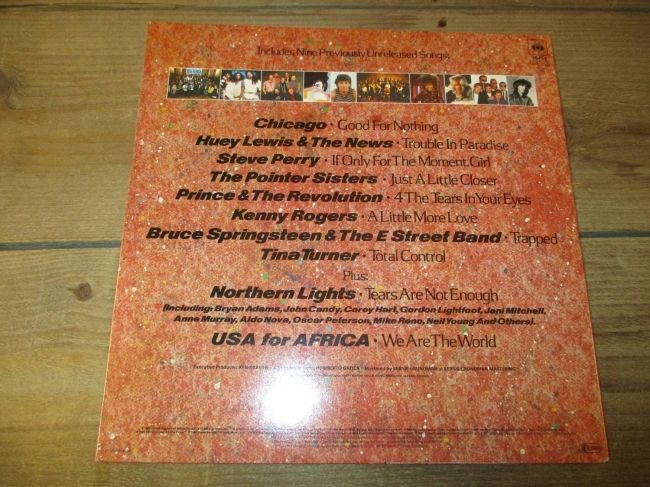 Includes Nine Previously Unreleased Songs:
CBS
Chicago · Good For Nothing
Huey Lewis & The News · Trouble In Paradise
Steve Perry · If Only For The Moment, Girl
The Pointer Sisters · Just A Little Closer
Prince & The Revolution · 4 The Tears In Your Eyes
Kenny Rogers · A Little More Love
Bruce Springsteen & The E Street Band · Trapped
Tina Turner · Total Control
Plus:
Northern Lights · Tears Are Not Enough
(Including: Bryan Adams, John Candy, Corey Hart, Gordon Lightfoot, Joni Mitchell,
Anne Murray, Aldo Nova, Oscar Peterson, Mike Reno, Neil Young And Others).
USA for AFRICA · We Are The World
Executive Producer: